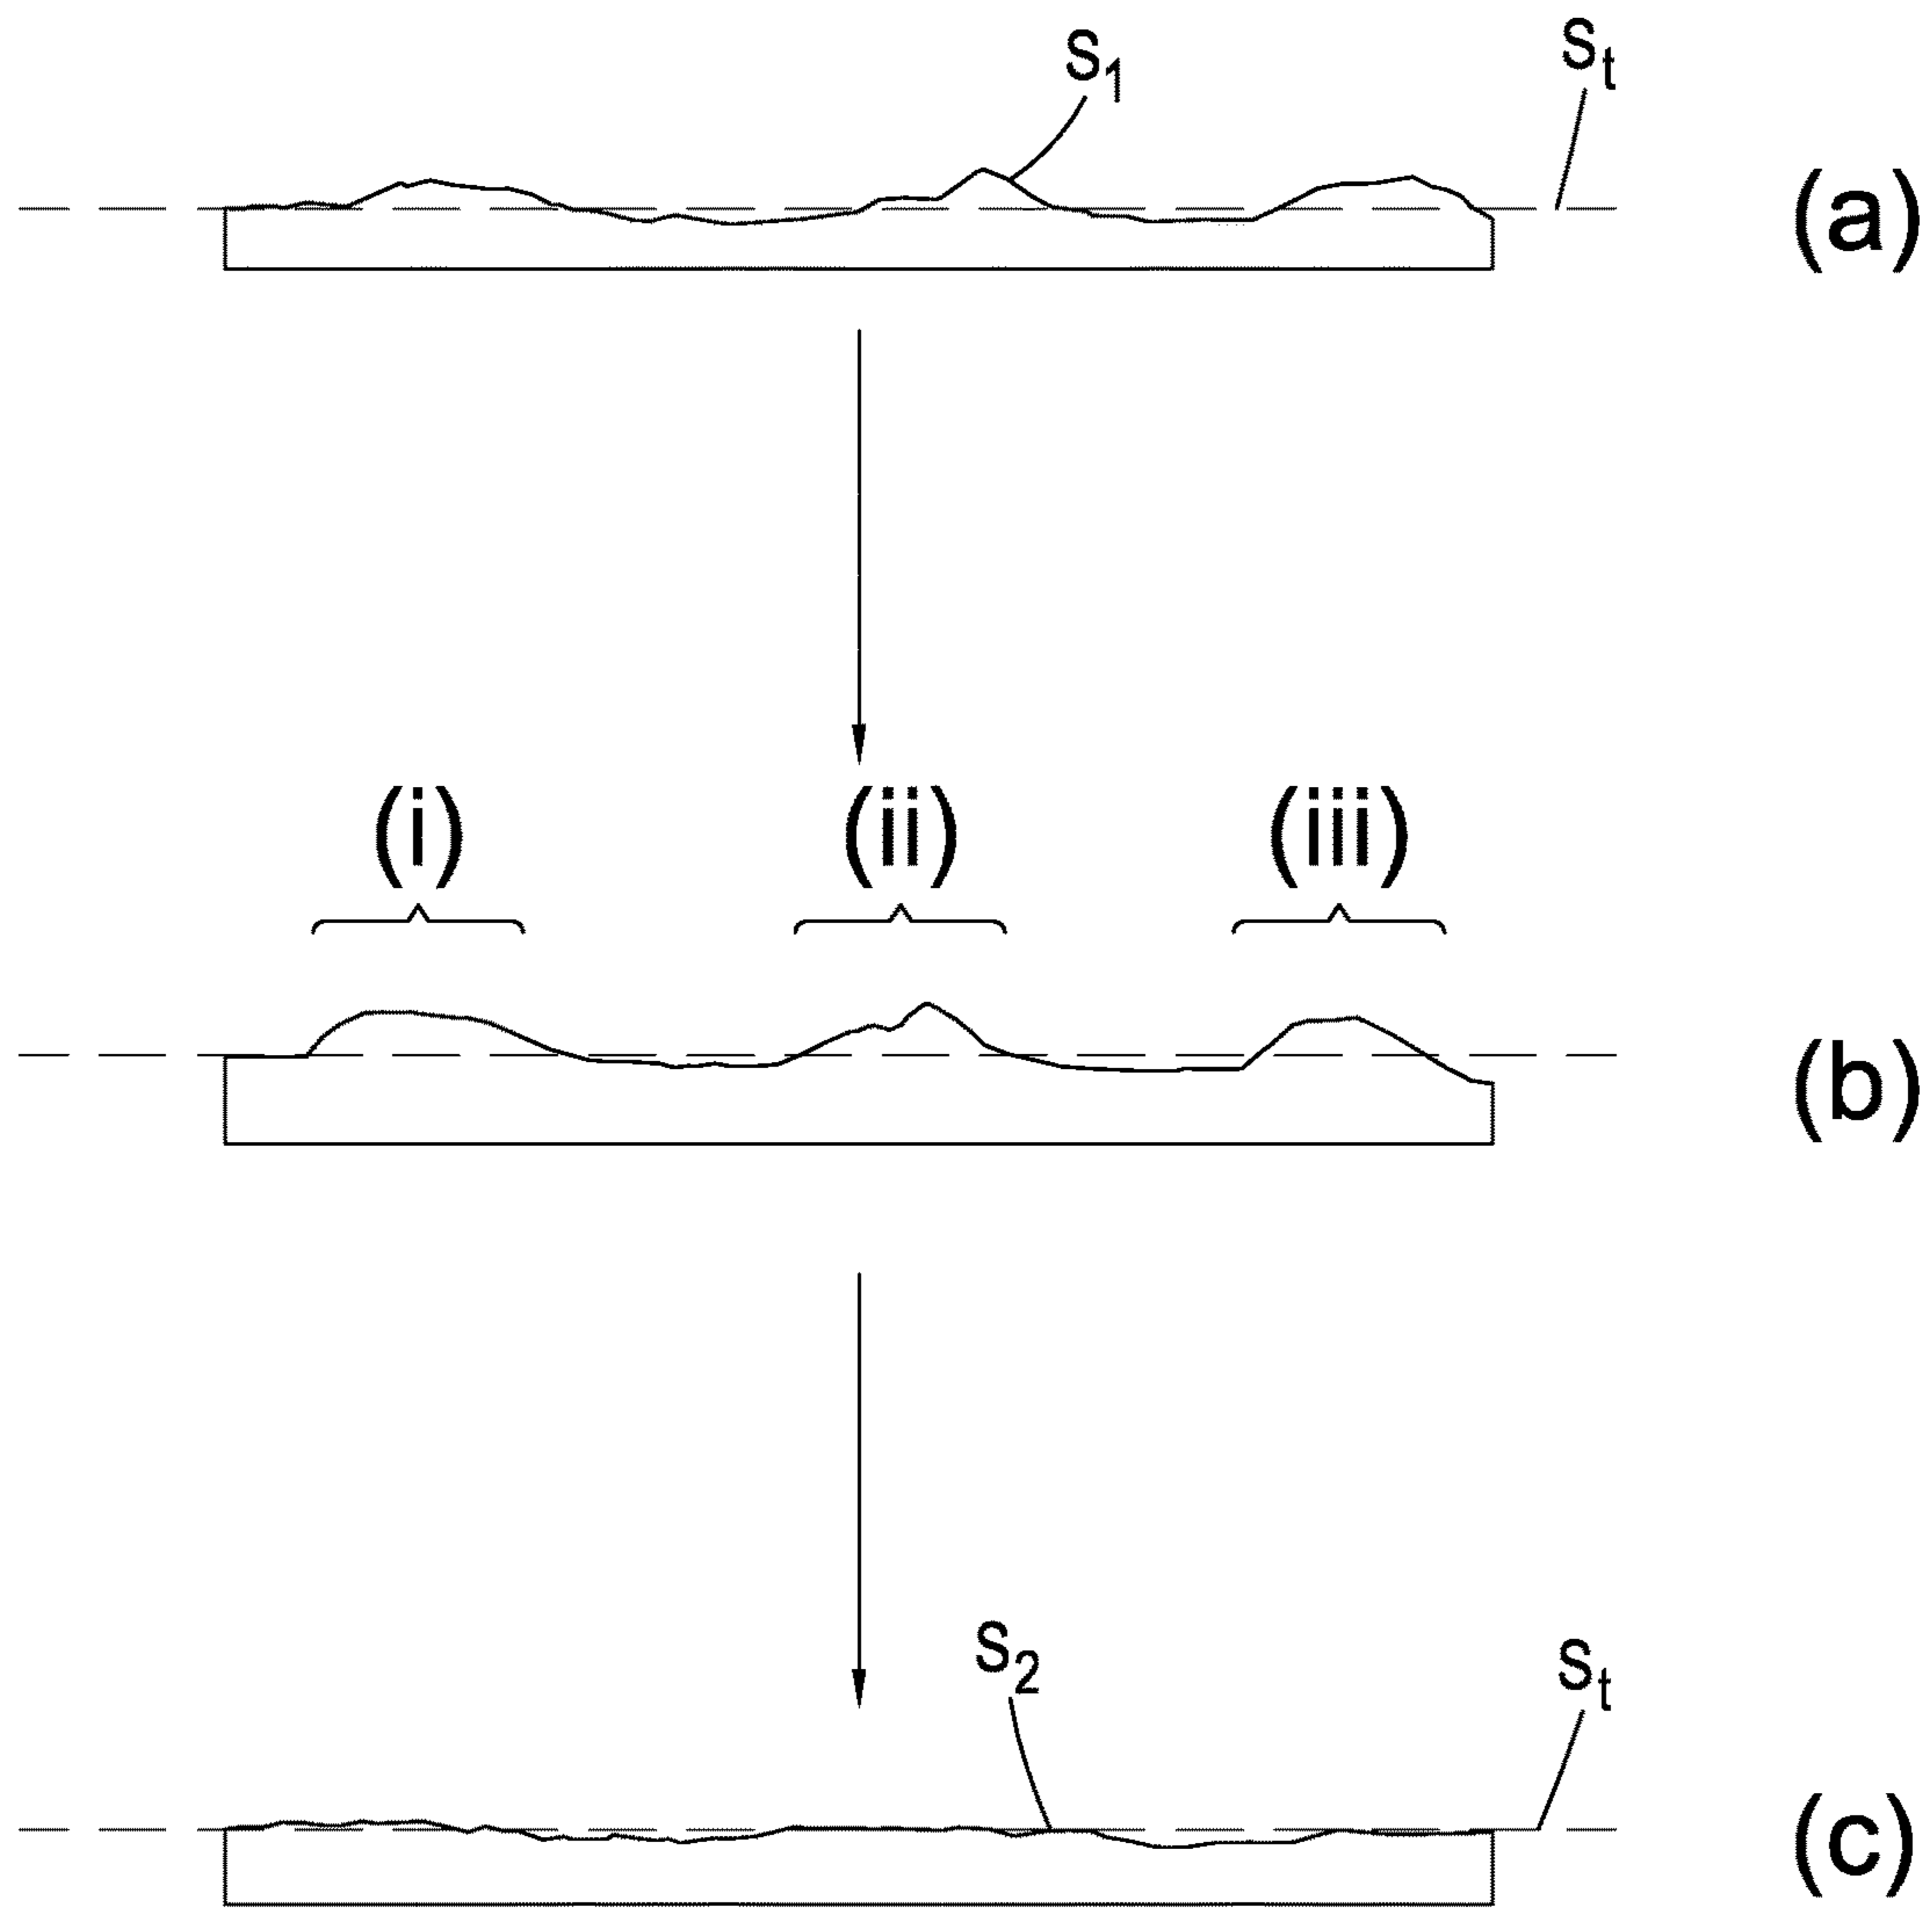 S₁ Sₜ
(a)
(i) (ii) (iii)
(b)
S₂ Sₜ
(c)